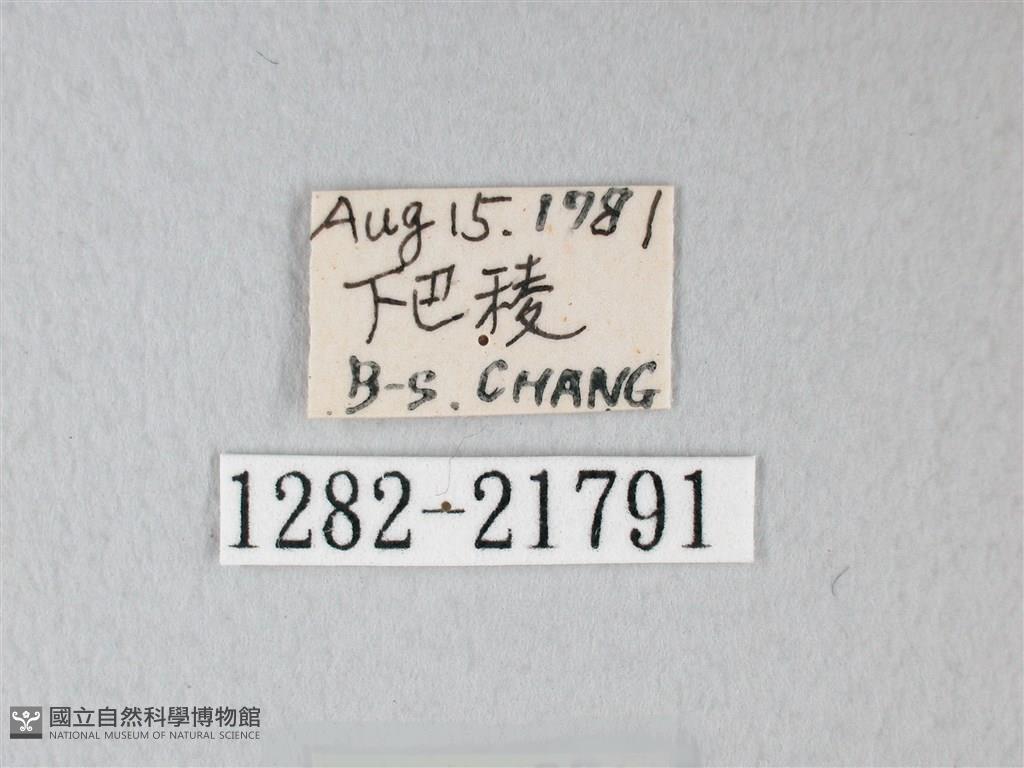 Aug 15. 1981
下巴稜
B-S. CHANG
1282-21791
國立自然科學博物館
NATIONAL MUSEUM OF NATURAL SCIENCE